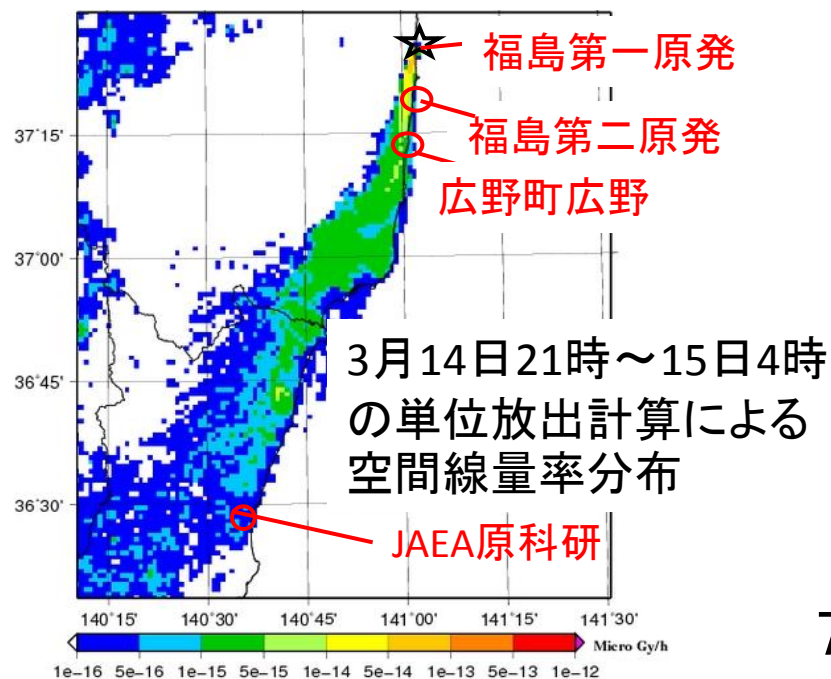 福島第一原発
福島第二原発
広野町広野
37°15'
37°00'
36°45'
36°30'
3月14日21時～15日4時
の単位放出計算による
空間線量率分布
JAEA原科研
140°15' 140°30' 140°45' 141°00' 141°15' 141°30'
Micro Gy/h
1e-16 5e-16 1e-15 5e-15 1e-14 5e-14 1e-13 5e-13 1e-12